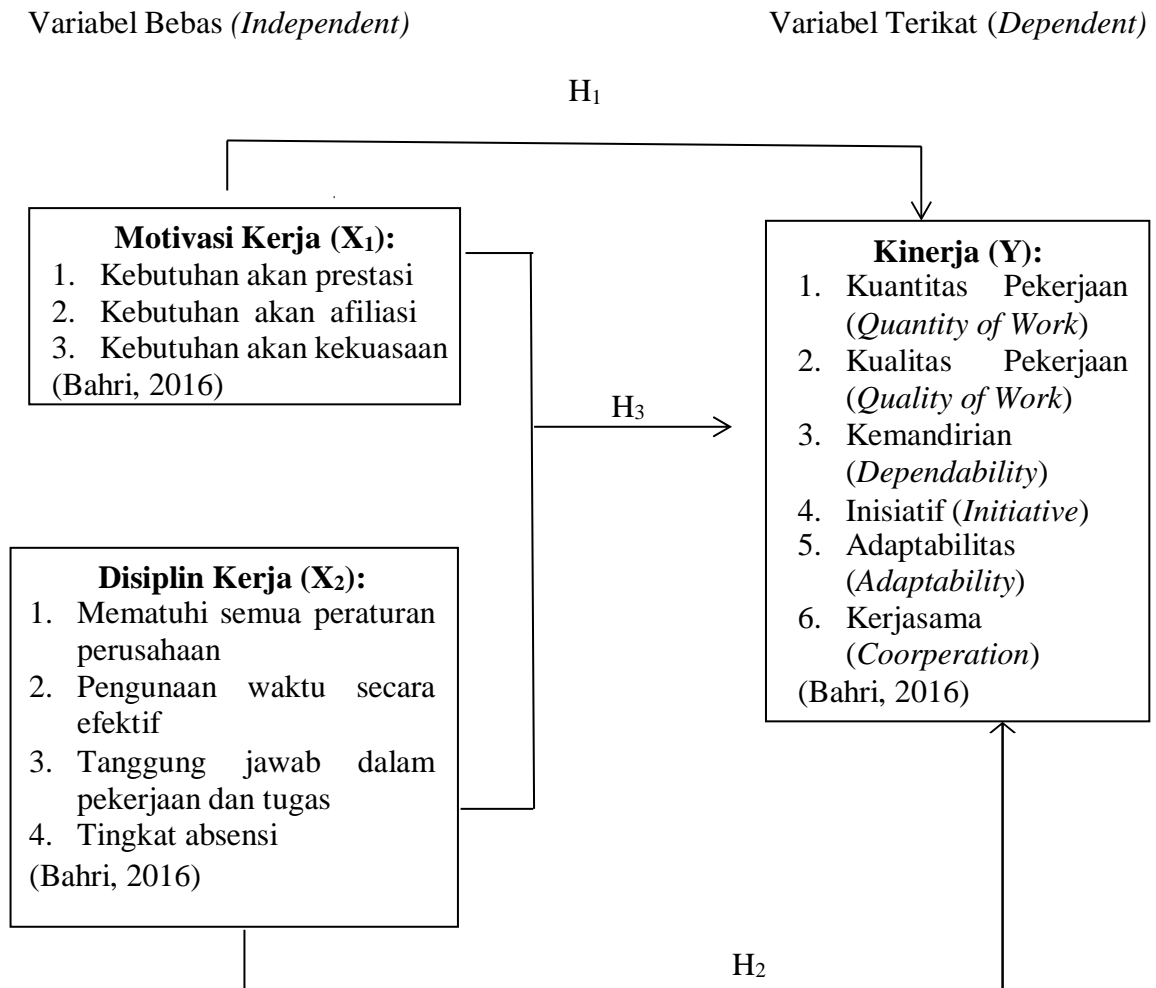 Variabel Bebas (Independent)
Variabel Terikat (Dependent)
H₁
Motivasi Kerja (X₁):
1. Kebutuhan akan prestasi
2. Kebutuhan akan afiliasi
3. Kebutuhan akan kekuasaan
(Bahri, 2016)
H₃
Disiplin Kerja (X₂):
1. Mematuhi semua peraturan
perusahaan
2. Pengunaan waktu secara
efektif
3. Tanggung jawab dalam
pekerjaan dan tugas
4. Tingkat absensi
(Bahri, 2016)
Kinerja (Y):
1. Kuantitas Pekerjaan
(Quantity of Work)
2. Kualitas Pekerjaan
(Quality of Work)
3. Kemandirian
(Dependability)
4. Inisiatif (Initiative)
5. Adaptabilitas
(Adaptability)
6. Kerjasama
(Coorperation)
(Bahri, 2016)
H₂